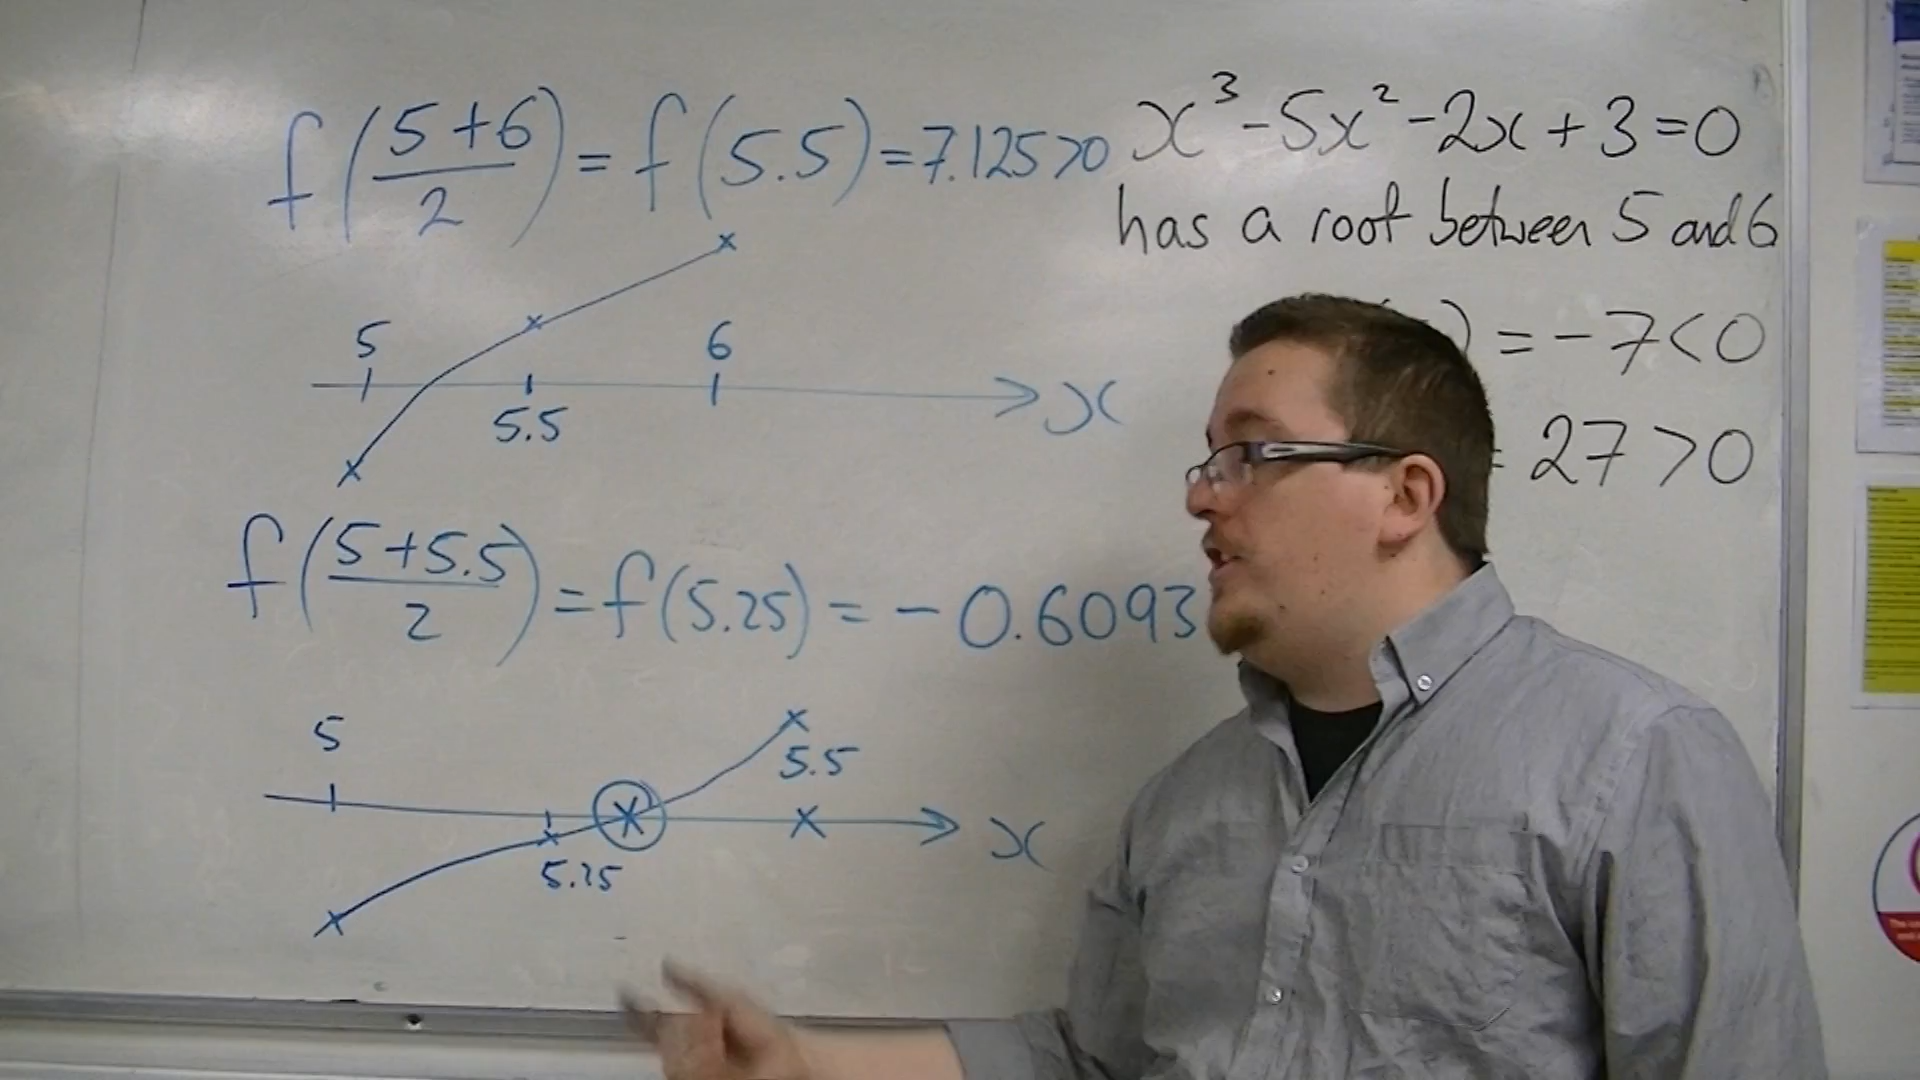 f((5+6)/2) = f(5.5) = 7.125>0
5 6
5.5 x
f((5+5.5)/2) = f(5.25) = -0.6093
5 5.5
5.25 x
x³-5x²-2x+3=0
has a root between 5 and 6
) = -7<0
= 27>0